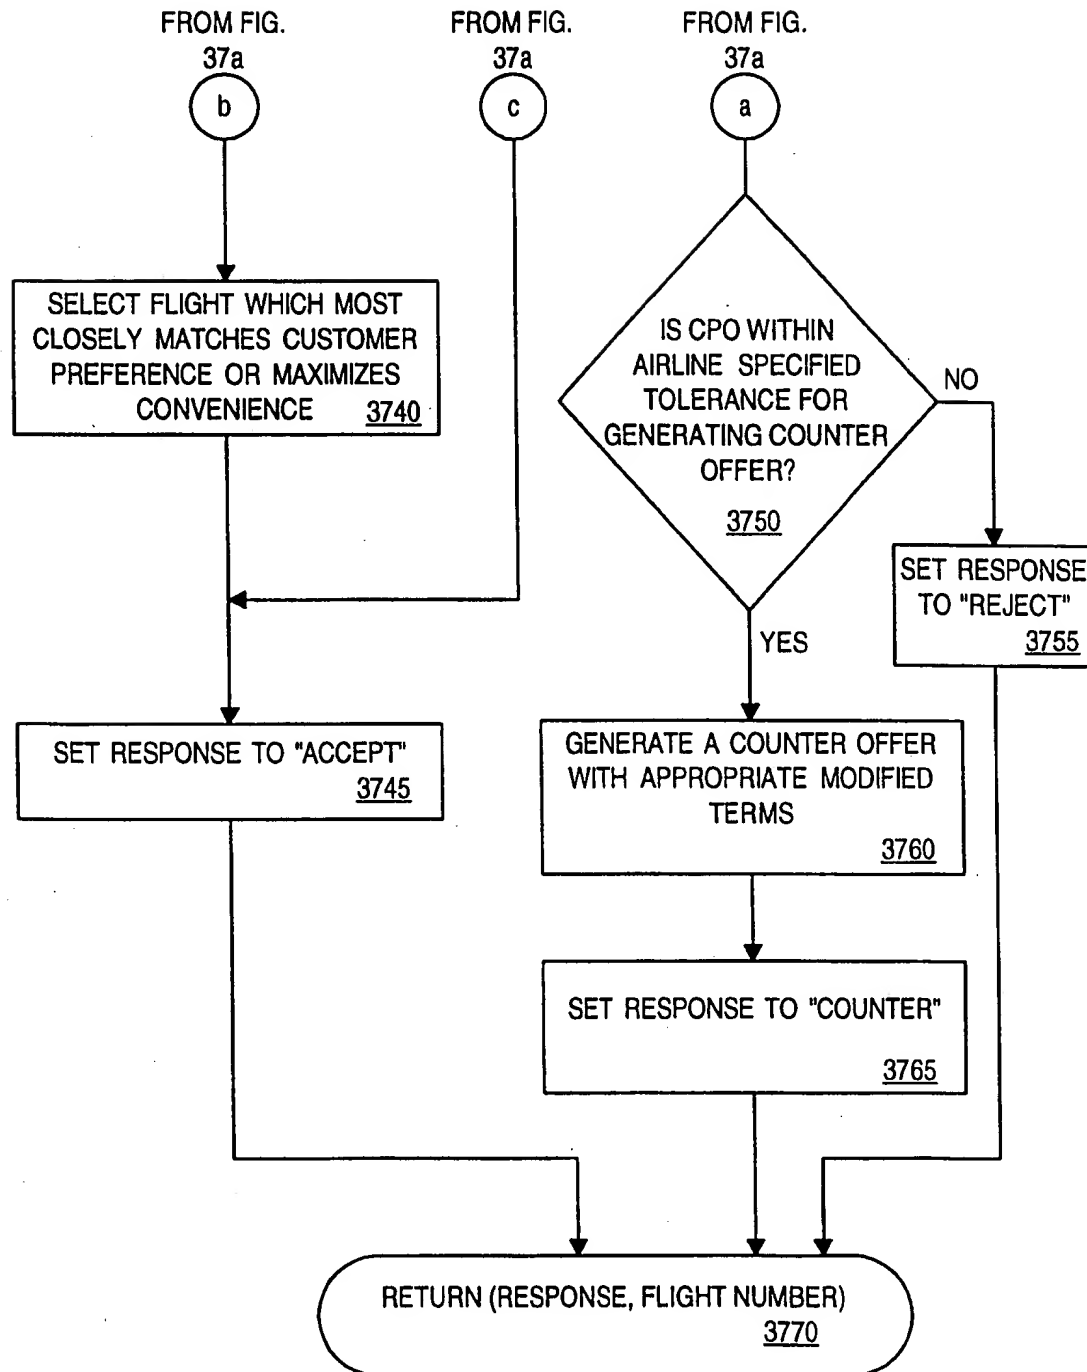 FROM FIG.
37a
b
FROM FIG.
37a
c
FROM FIG.
37a
a
SELECT FLIGHT WHICH MOST
CLOSELY MATCHES CUSTOMER
PREFERENCE OR MAXIMIZES
CONVENIENCE 3740
IS CPO WITHIN
AIRLINE SPECIFIED
TOLERANCE FOR
GENERATING COUNTER
OFFER?
3750
NO
SET RESPONSE
TO "REJECT"
3755
YES
SET RESPONSE TO "ACCEPT"
3745
GENERATE A COUNTER OFFER
WITH APPROPRIATE MODIFIED
TERMS
3760
SET RESPONSE TO "COUNTER"
3765
RETURN (RESPONSE, FLIGHT NUMBER)
3770